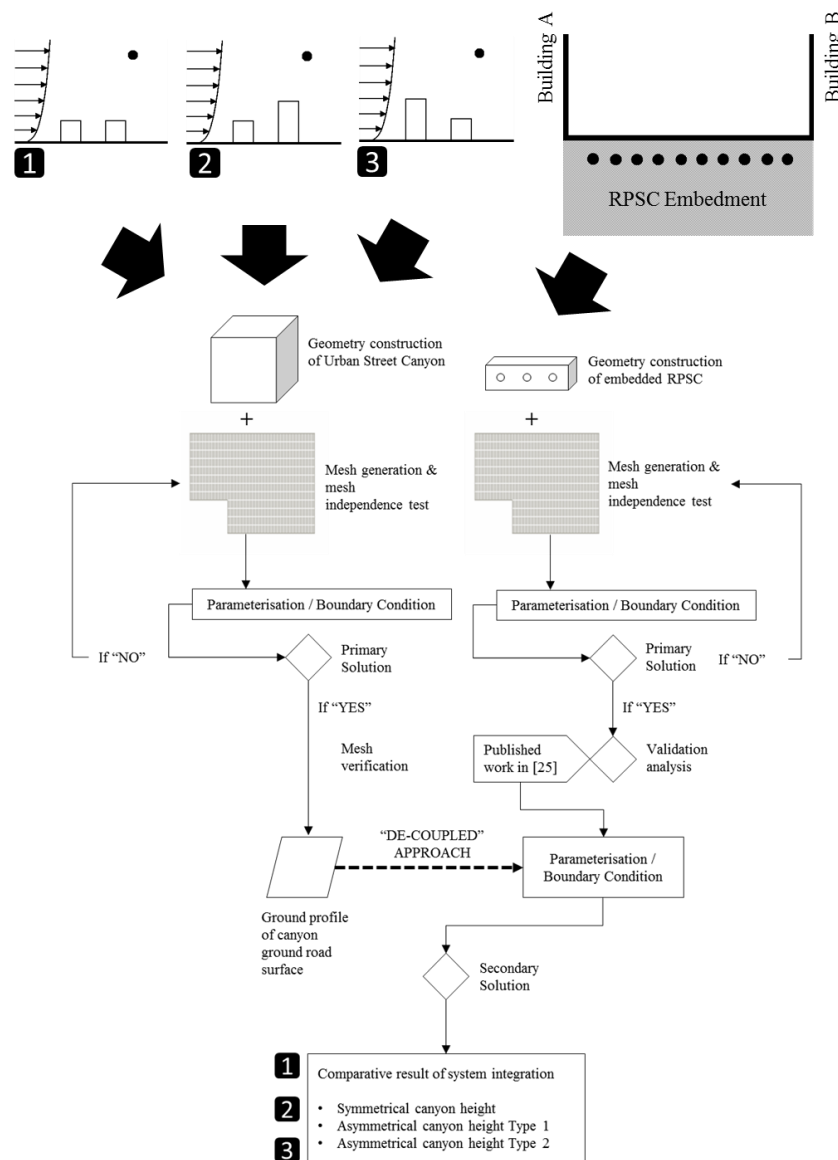 Building A
Building B
1
2
3
RPSC Embedment
Geometry construction
of Urban Street Canyon
Geometry construction
of embedded RPSC
+
+
Mesh generation &
mesh
independence test
Mesh generation &
mesh
independence test
Parameterisation / Boundary Condition
Parameterisation / Boundary Condition
If “NO”
Primary
Solution
Primary
Solution
If “NO”
If “YES”
If “YES”
Mesh
verification
Published
work in [25]
Validation
analysis
“DE-COUPLED”
APPROACH
Parameterisation /
Boundary Condition
Ground profile
of canyon
ground road
surface
Secondary
Solution
1
Comparative result of system integration
2
• Symmetrical canyon height
• Asymmetrical canyon height Type 1
3
• Asymmetrical canyon height Type 2